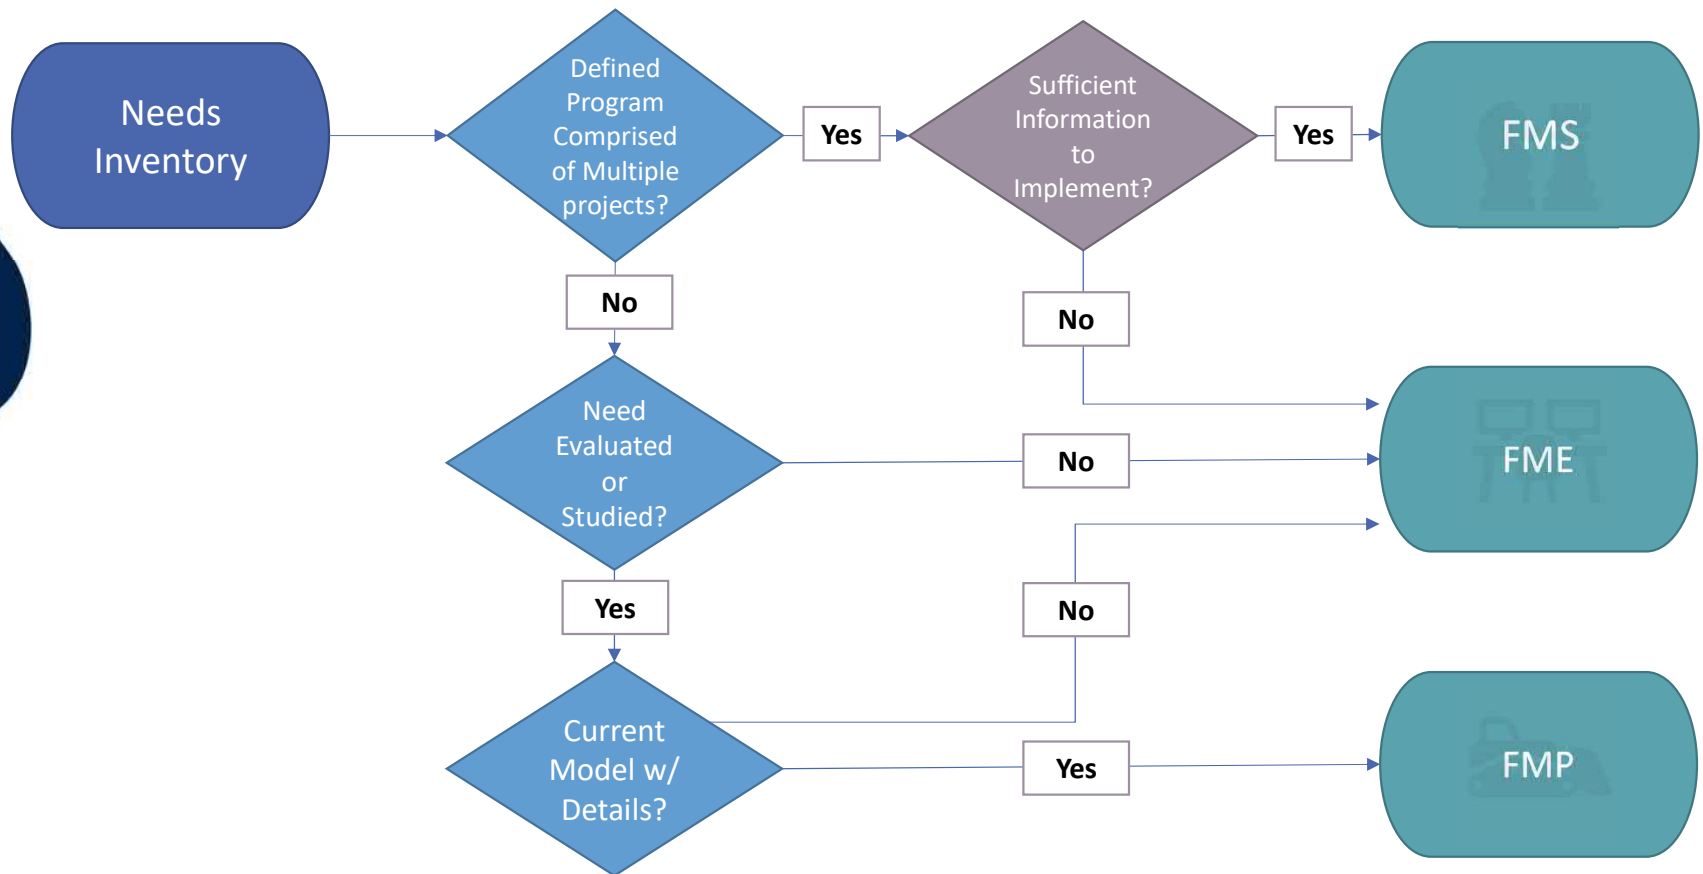 Needs
Inventory
Defined
Program
Comprised
of Multiple
projects?
Yes
Sufficient
Information
to
Implement?
Yes
FMS
No
No
Need
Evaluated
or
Studied?
No
FME
Yes
No
Current
Model w/
Details?
Yes
FMP